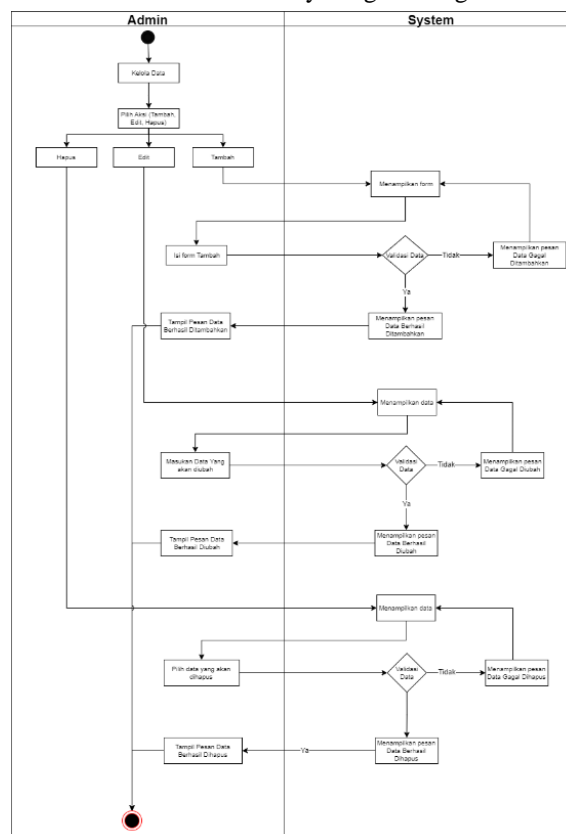 Admin
System
Kelola Data
Pilih Aksi (Tambah,
Edit, Hapus)
Hapus
Edit
Tambah
Menampilkan form
Isi form Tambah
Validasi Data
Tidak
Menampilkan pesan
Data Gagal
Ditambahkan
Ya
Tampil Pesan Data
Berhasil Ditambahkan
Menampilkan pesan
Data Berhasil
Ditambahkan
Menampilkan data
Masukan Data Yang
akan diubah
Validasi
Data
Tidak
Menampilkan pesan
Data Gagal Diubah
Ya
Tampil Pesan Data
Berhasil Diubah
Menampilkan pesan
Data Berhasil
Diubah
Menampilkan data
Pilih data yang akan
dihapus
Validasi
Data
Tidak
Menampilkan pesan
Data Gagal Dihapus
Tampil Pesan Data
Berhasil Dihapus
Ya
Menampilkan pesan
Data Berhasil
Dihapus